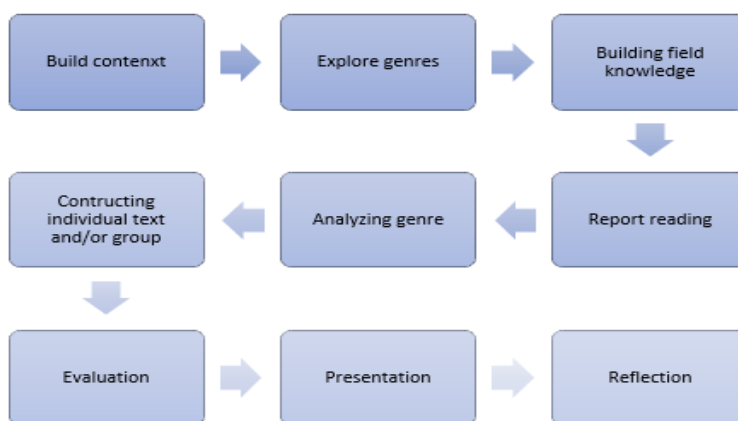 Build contenxt
Explore genres
Building field
knowledge
Report reading
Analyzing genre
Contructing
individual text
and/or group
Evaluation
Presentation
Reflection